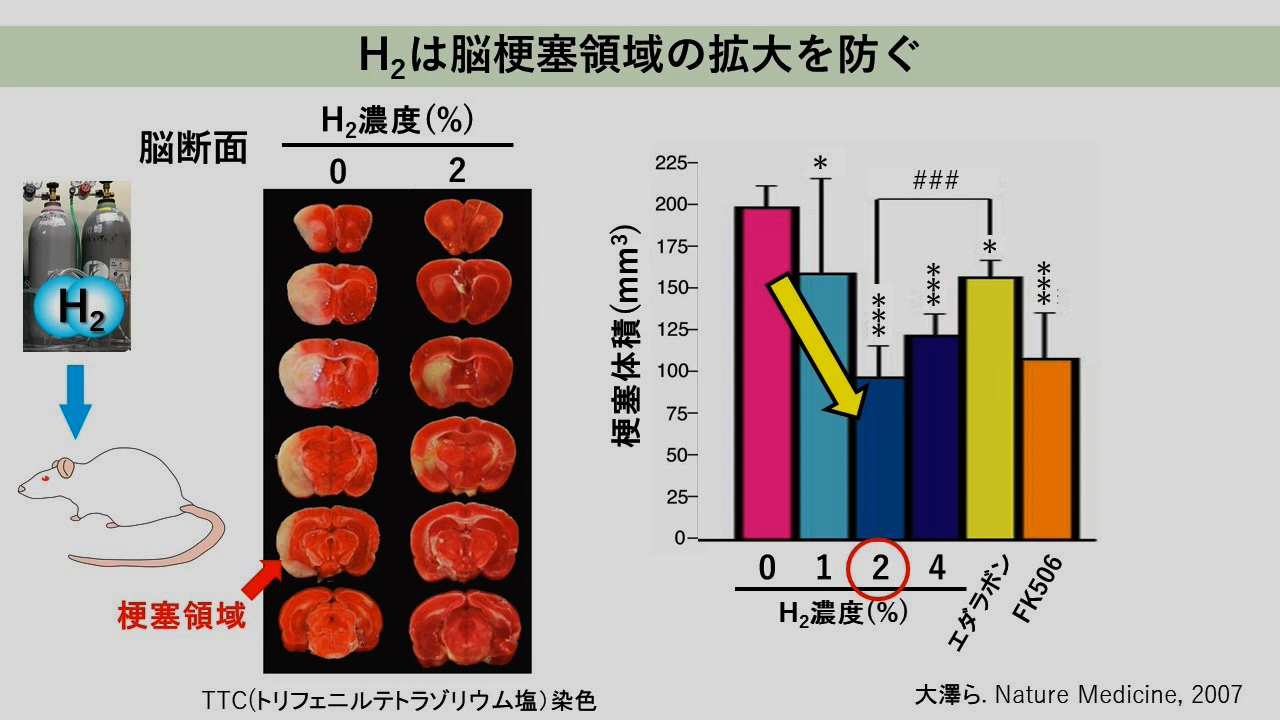 H₂は脳梗塞領域の拡大を防ぐ
脳断面
H₂濃度(%)
0 2
H₂
梗塞領域
TTC(トリフェニルテトラゾリウム塩)染色
梗塞体積(mm³)
225
200
175
150
125
100
75
50
25
0
*
###
***
***
*
***
0 1 2 4 エダラボン FK506
H₂濃度(%)
大澤ら. Nature Medicine, 2007